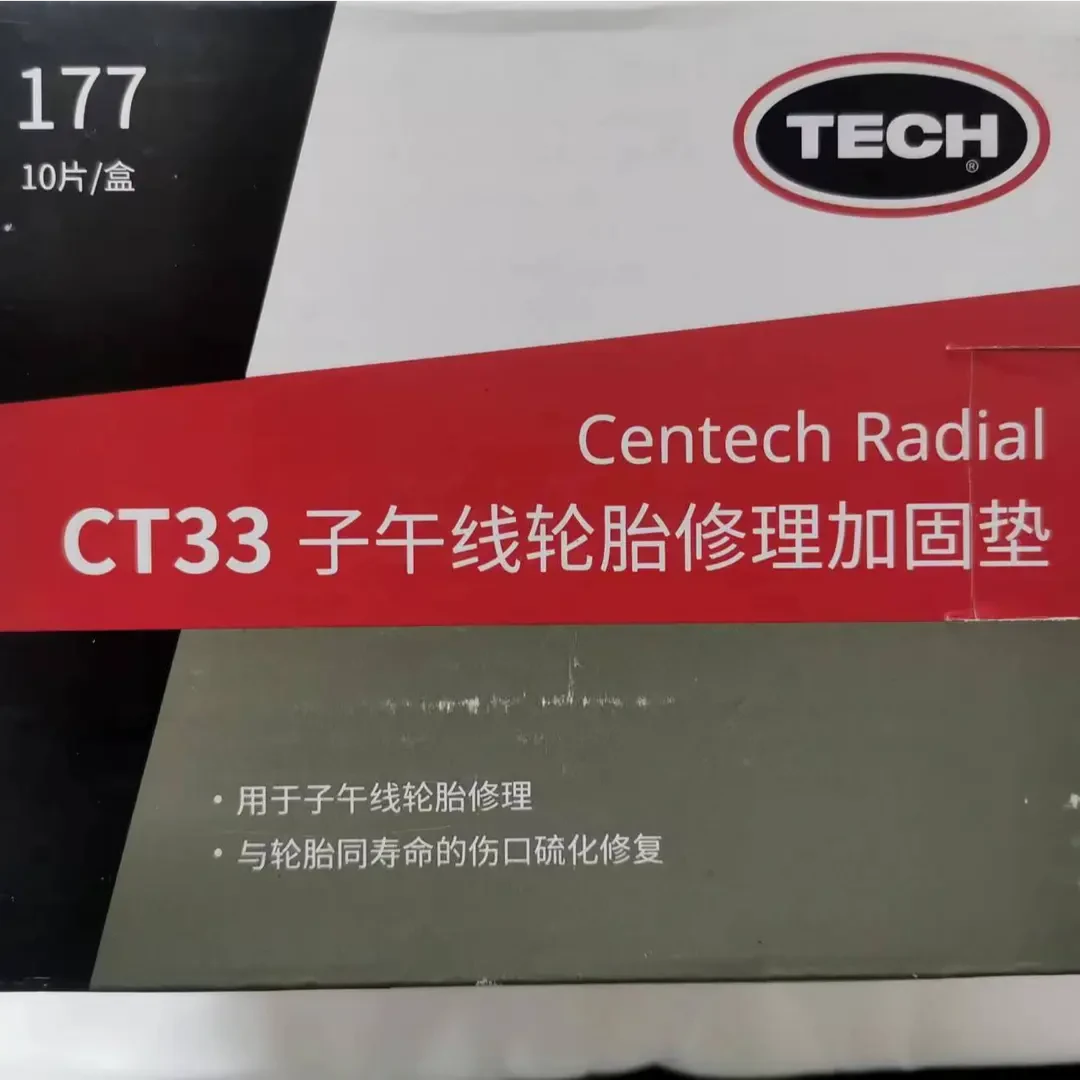 177
10片/盒
TECH
®
Centech Radial
CT33 子午线轮胎修理加固垫
· 用于子午线轮胎修理
· 与轮胎同寿命的伤口硫化修复